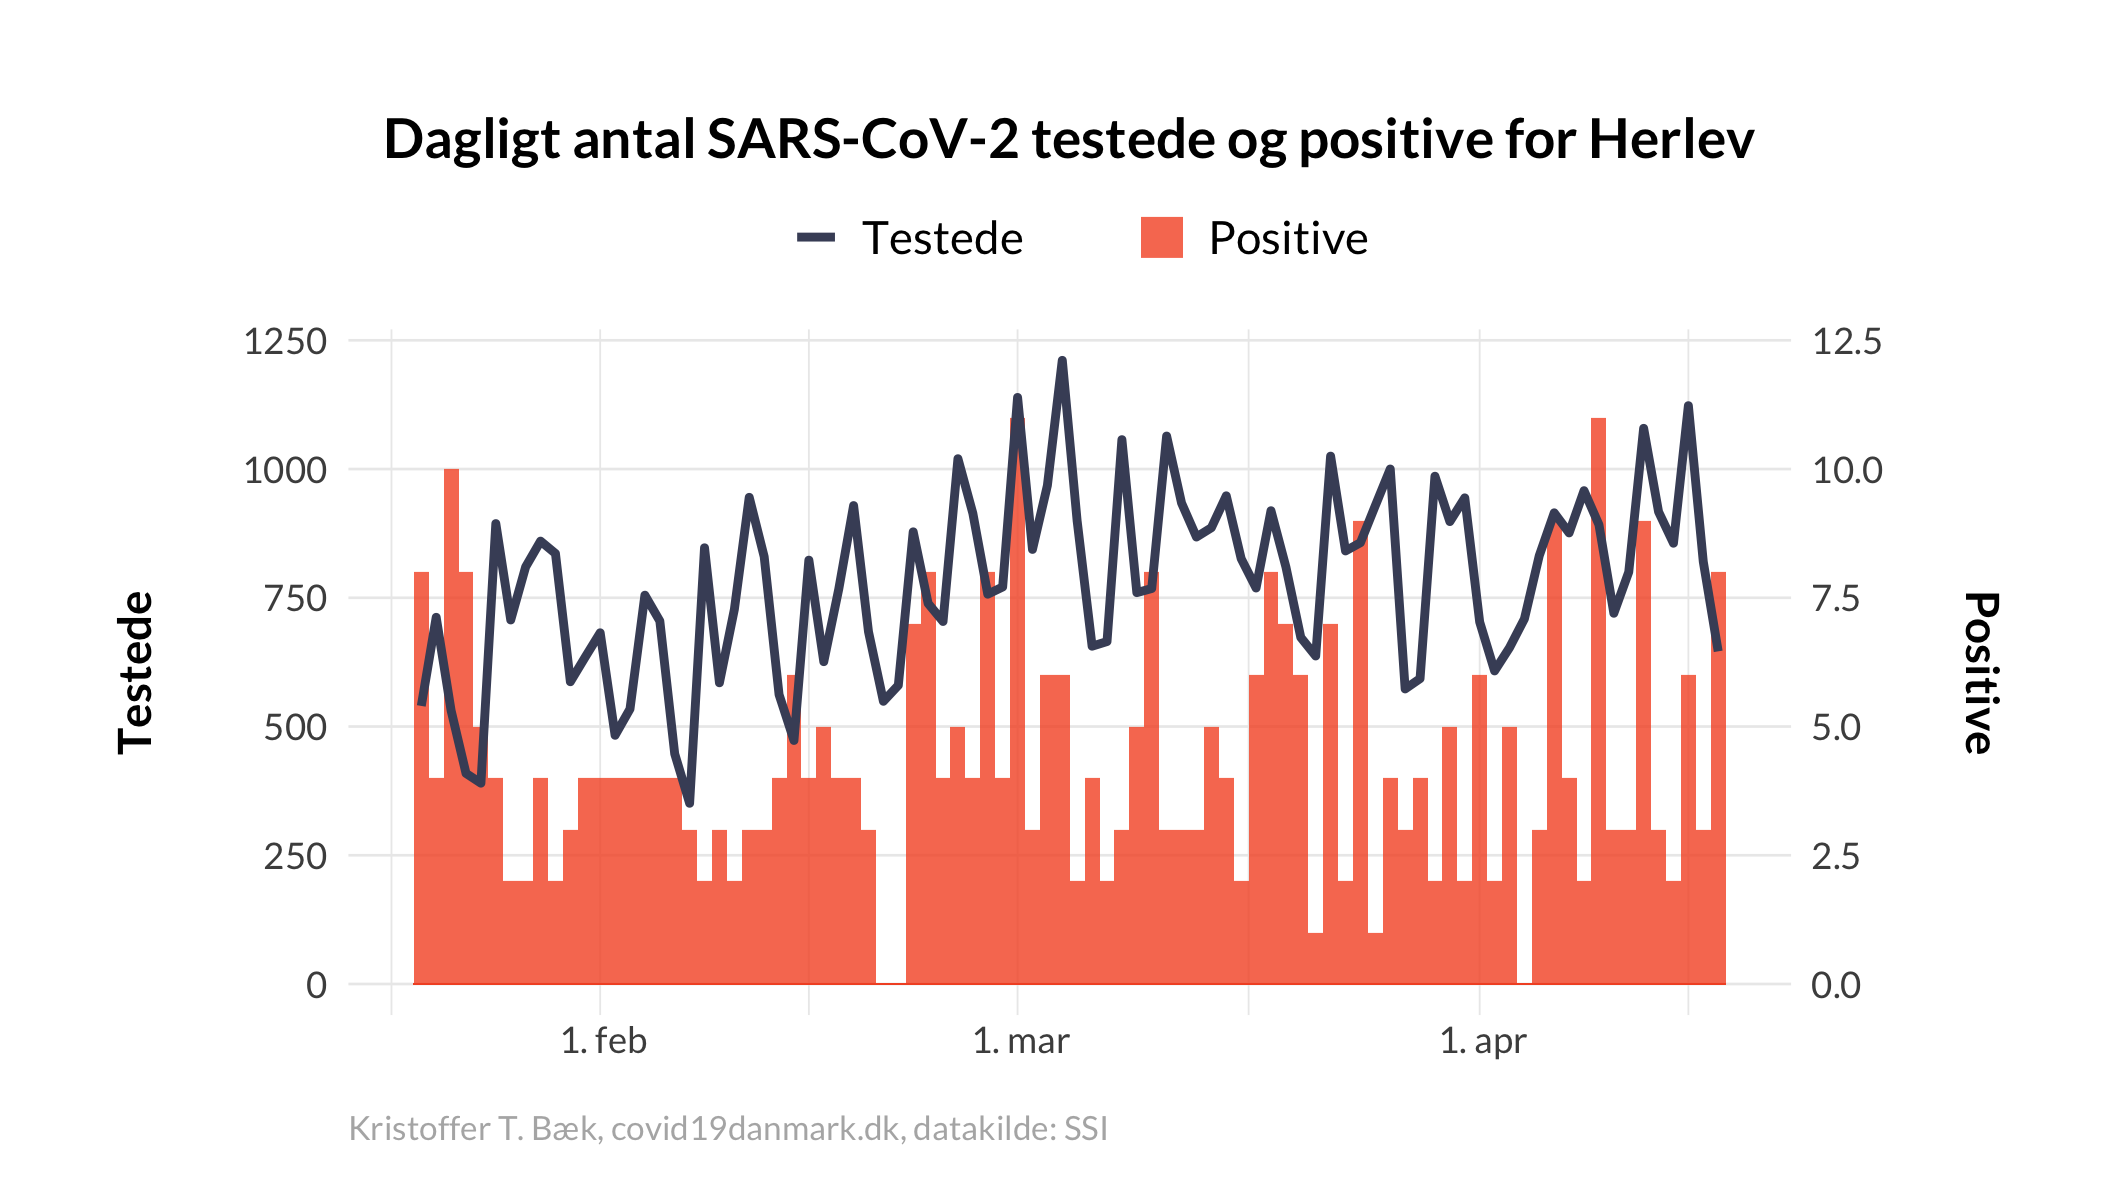 Dagligt antal SARS-CoV-2 testede og positive for Herlev
Testede
Positive
1250
1000
750
500
250
0
Testede
12.5
10.0
7.5
5.0
2.5
0.0
Positive
1. feb
1. mar
1. apr
Kristoffer T. Bæk, covid19danmark.dk, datakilde: SSI